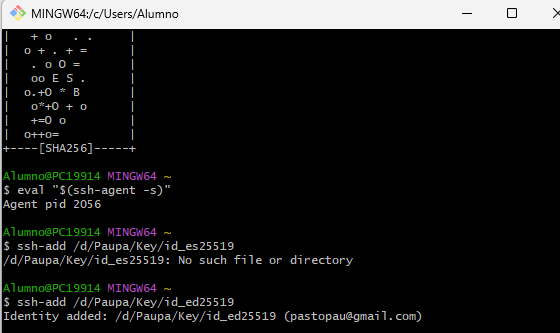 MINGW64:/c/Users/Alumno
|   + o   . .     |
|  o + . + =      |
|   . o O =       |
|   oo E S .      |
|  o.+O * B       |
|   o*+O + o      |
|   +=O o         |
|  o++o=          |
+----[SHA256]-----+
Alumno@PC19914 MINGW64 ~
$ eval "$(ssh-agent -s)"
Agent pid 2056
Alumno@PC19914 MINGW64 ~
$ ssh-add /d/Paupa/Key/id_es25519
/d/Paupa/Key/id_es25519: No such file or directory
Alumno@PC19914 MINGW64 ~
$ ssh-add /d/Paupa/Key/id_ed25519
Identity added: /d/Paupa/Key/id_ed25519 (pastopau@gmail.com)